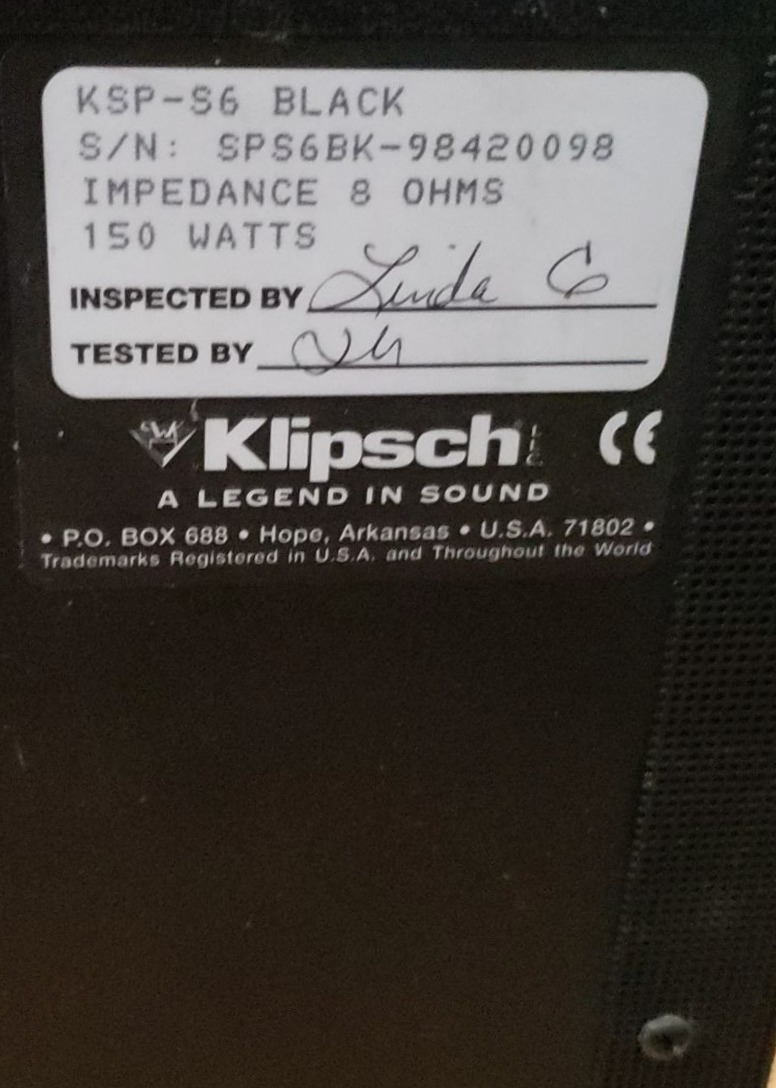 KSP-S6 BLACK
S/N: SPS6BK-98420098
IMPEDANCE 8 OHMS
150 WATTS
INSPECTED BY Linda G
TESTED BY
Klipsch
CE
A LEGEND IN SOUND
• P.O. BOX 688 • Hope, Arkansas • U.S.A. 71802 •
Trademarks Registered in U.S.A. and Throughout the World